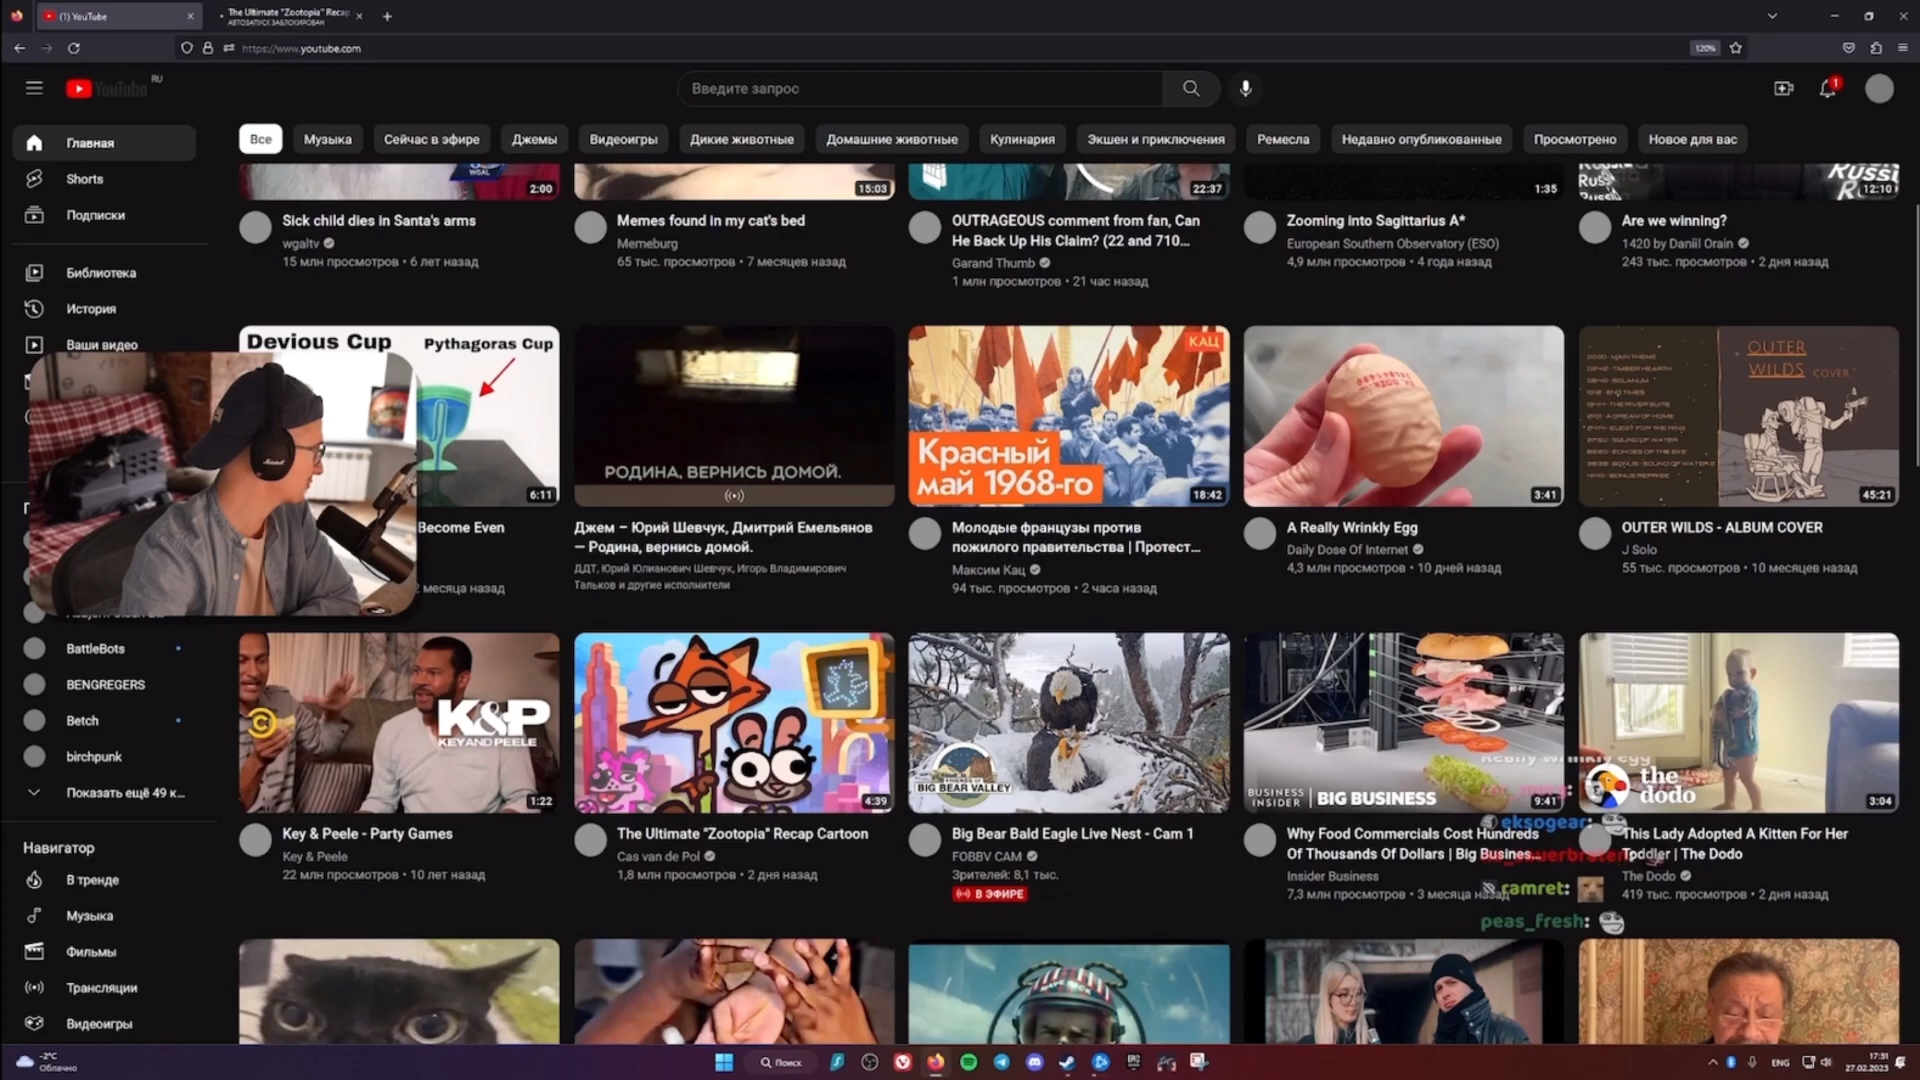 (1) YouTube
The Ultimate "Zootopia" Recap
АВТОЗАПУСК ЗАБЛОКИРОВАН
https://www.youtube.com
120%
YouTube
RU
Введите запрос
1
Главная
Shorts
Подписки
Библиотека
История
Ваши видео
BattleBots
BENGREGERS
Betch
birchpunk
Показать ещё 49 к...
Навигатор
В тренде
Музыка
Фильмы
Трансляции
Видеоигры
Все
Музыка
Сейчас в эфире
Джемы
Видеоигры
Дикие животные
Домашние животные
Кулинария
Экшен и приключения
Ремесла
Недавно опубликованные
Просмотрено
Новое для вас
WGAL
2:00
Sick child dies in Santa's arms
wgaltv
15 млн просмотров • 6 лет назад
15:03
Memes found in my cat's bed
Memeburg
65 тыс. просмотров • 7 месяцев назад
22:37
OUTRAGEOUS comment from fan, Can
He Back Up His Claim? (22 and 710...
Garand Thumb
1 млн просмотров • 21 час назад
1:35
Zooming into Sagittarius A*
European Southern Observatory (ESO)
4,9 млн просмотров • 4 года назад
12:10
Are we winning?
1420 by Daniil Orain
243 тыс. просмотров • 2 дня назад
Devious Cup
Pythagoras Cup
6:11
Become Even
2 месяца назад
РОДИНА, ВЕРНИСЬ ДОМОЙ.
Джем – Юрий Шевчук, Дмитрий Емельянов
— Родина, вернись домой.
ДДТ, Юрий Юлианович Шевчук, Игорь Владимирович
Тальков и другие исполнители
КАЦ
Красный
май 1968-го
18:42
Молодые французы против
пожилого правительства | Протест...
Максим Кац
94 тыс. просмотров • 2 часа назад
3:41
A Really Wrinkly Egg
Daily Dose Of Internet
4,3 млн просмотров • 10 дней назад
OUTER
WILDS COVER
45:21
OUTER WILDS - ALBUM COVER
J Solo
55 тыс. просмотров • 10 месяцев назад
K&P
KEY AND PEELE
1:22
Key & Peele - Party Games
Key & Peele
22 млн просмотров • 10 лет назад
4:39
The Ultimate "Zootopia" Recap Cartoon
Cas van de Pol
1,8 млн просмотров • 2 дня назад
FRIENDS OF
BIG BEAR VALLEY
Big Bear Bald Eagle Live Nest - Cam 1
FOBBV CAM
Зрителей: 8,1 тыс.
В ЭФИРЕ
BUSINESS
INSIDER
BIG BUSINESS
9:41
Why Food Commercials Cost Hundreds
Of Thousands Of Dollars | Big Busines...
Insider Business
7,3 млн просмотров • 3 месяца назад
the
dodo
3:04
This Lady Adopted A Kitten For Her
Toddler | The Dodo
The Dodo
419 тыс. просмотров • 2 дня назад
eksogear:
ramret:
peas_fresh:
-2°C
Облачно
Поиск
ENG
17:31
27.02.2023